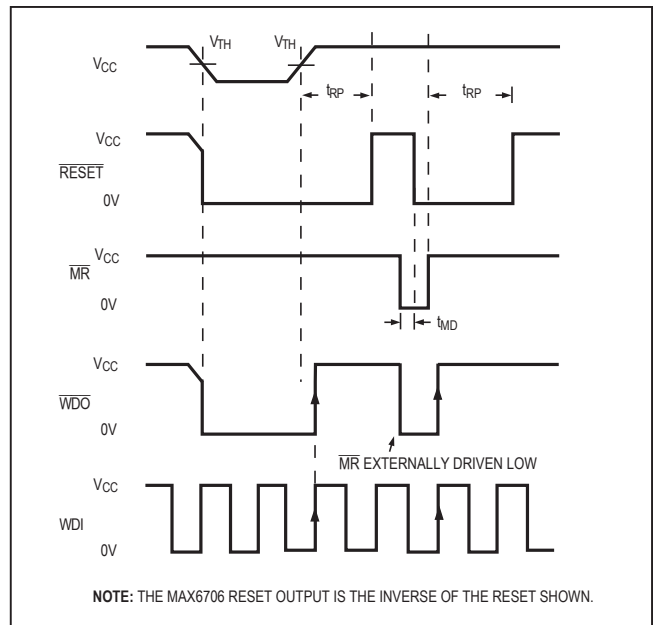 VTH VTH
VCC
tRP tRP
VCC
RESET
0V
VCC
MR
0V
tMD
VCC
WDO
0V
MR EXTERNALLY DRIVEN LOW
VCC
WDI
0V
NOTE: THE MAX6706 RESET OUTPUT IS THE INVERSE OF THE RESET SHOWN.